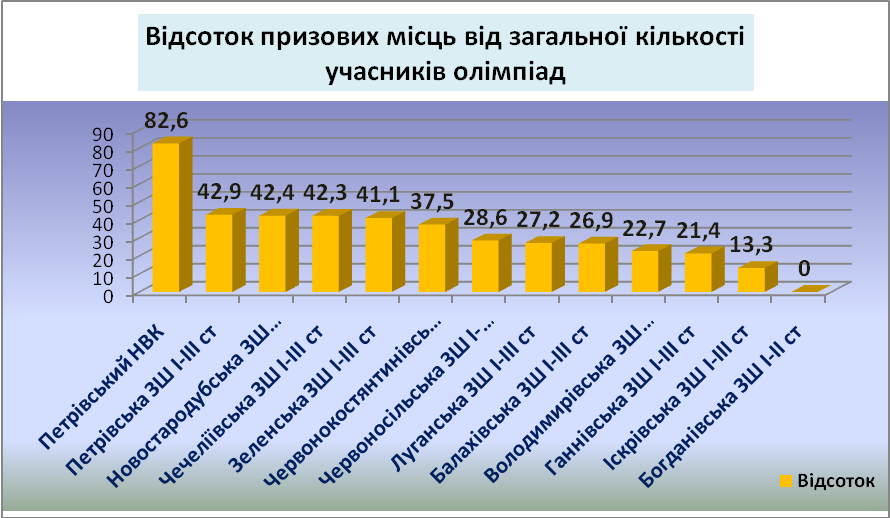 Відсоток призових місць від загальної кількості
учасників олімпіад
90
80
70
60
50
40
30
20
10
0
82,6
42,9
42,4
42,3
41,1
37,5
28,6
27,2
26,9
22,7
21,4
13,3
0
Петрівський НВК
Петрівська ЗШ І-ІІІ ст
Новостародубська ЗШ...
Чечеліївська ЗШ І-ІІІ ст
Зеленська ЗШ І-ІІІ ст
Червонокостянтинівсь...
Червоносільська ЗШ І-...
Луганська ЗШ І-ІІІ ст
Балахівська ЗШ І-ІІІ ст
Володимирівська ЗШ...
Ганнівська ЗШ І-ІІІ ст
Іскрівська ЗШ І-ІІІ ст
Богданівська ЗШ І-ІІ ст
Відсоток